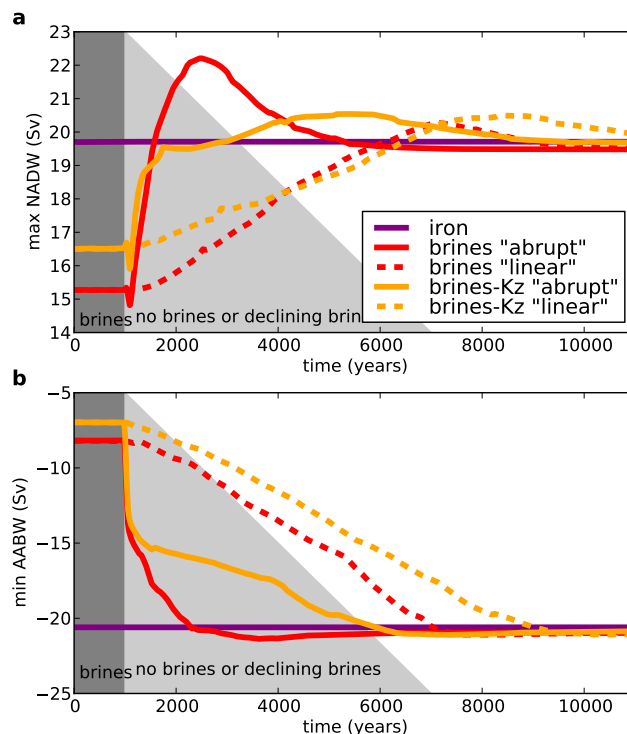 a
23
22
21
20
19
18
17
16
15
14
max NADW (Sv)
iron
brines "abrupt"
brines "linear"
brines-Kz "abrupt"
brines-Kz "linear"
brines
no brines or declining brin
0
2000
4000
6000
8000
10000
time (years)
b
−5
−10
−15
−20
−25
min AABW (Sv)
brines
no brines or declining brines
0
2000
4000
6000
8000
10000
time (years)